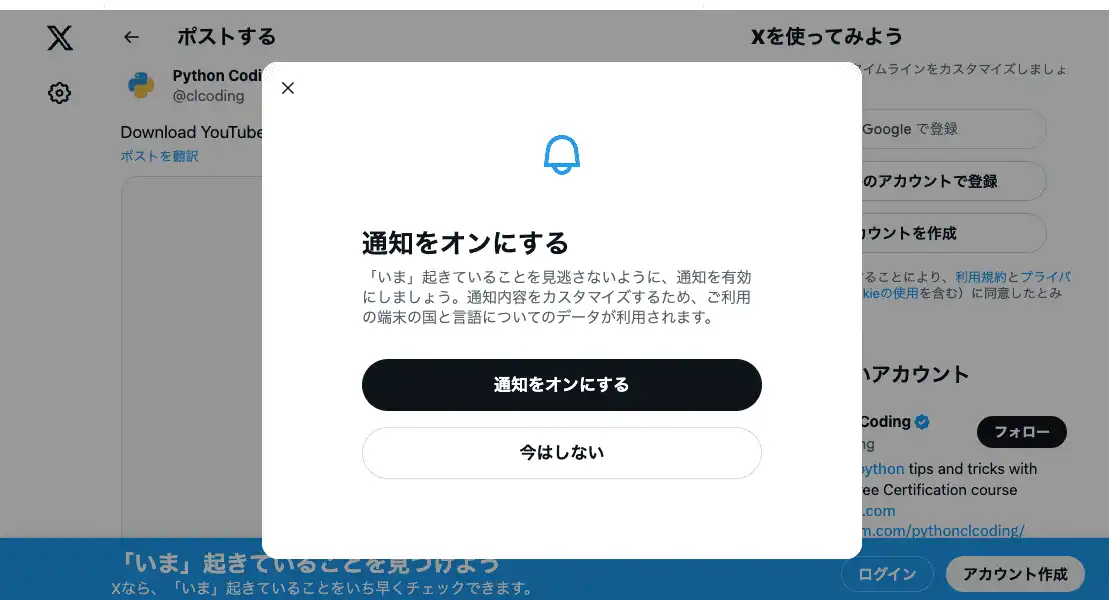 ポストする
Python Codi
@clcoding
Download YouTube
ポストを翻訳
通知をオンにする
「いま」起きていることを見逃さないように、通知を有効
にしましょう。通知内容をカスタマイズするため、ご利用
の端末の国と言語についてのデータが利用されます。
通知をオンにする
今はしない
Xを使ってみよう
イムラインをカスタマイズしましょ
Google で登録
のアカウントで登録
カウントを作成
ることにより、利用規約とプライバ
kieの使用を含む）に同意したとみ
いアカウント
Coding
ng
フォロー
python tips and tricks with
ree Certification course
.com
m.com/pythonclcoding/
「いま」起きていることを見つけよう
Xなら、「いま」起きていることをいち早くチェックできます。
ログイン
アカウント作成